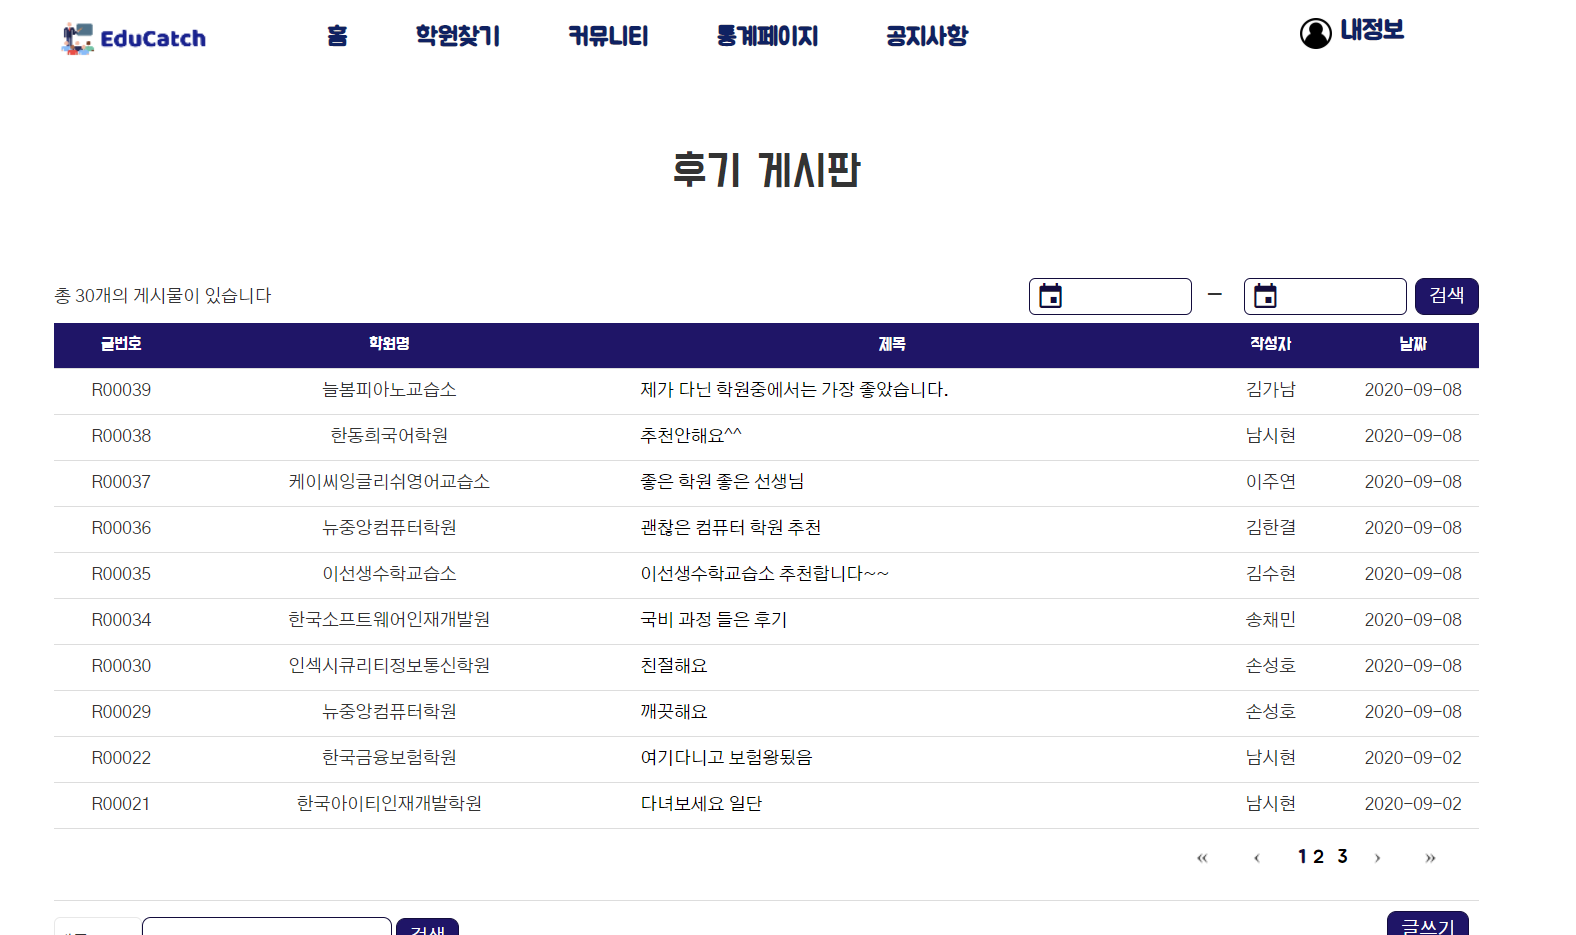 EduCatch 홈 학원찾기 커뮤니티 통계페이지 공지사항 내정보
후기 게시판
총 30개의 게시물이 있습니다 - 검색
글번호 학원명 제목 작성자 날짜
R00039 늘봄피아노교습소 제가 다닌 학원중에서는 가장 좋았습니다. 김가남 2020-09-08
R00038 한동희국어학원 추천안해요^^ 남시현 2020-09-08
R00037 케이씨잉글리쉬영어교습소 좋은 학원 좋은 선생님 이주연 2020-09-08
R00036 뉴중앙컴퓨터학원 괜찮은 컴퓨터 학원 추천 김한결 2020-09-08
R00035 이선생수학교습소 이선생수학교습소 추천합니다~~ 김수현 2020-09-08
R00034 한국소프트웨어인재개발원 국비 과정 들은 후기 송채민 2020-09-08
R00030 인섹시큐리티정보통신학원 친절해요 손성호 2020-09-08
R00029 뉴중앙컴퓨터학원 깨끗해요 손성호 2020-09-08
R00022 한국금융보험학원 여기다니고 보험왕됐음 남시현 2020-09-02
R00021 한국아이티인재개발학원 다녀보세요 일단 남시현 2020-09-02
« ‹ 1 2 3 › »
검색 글쓰기